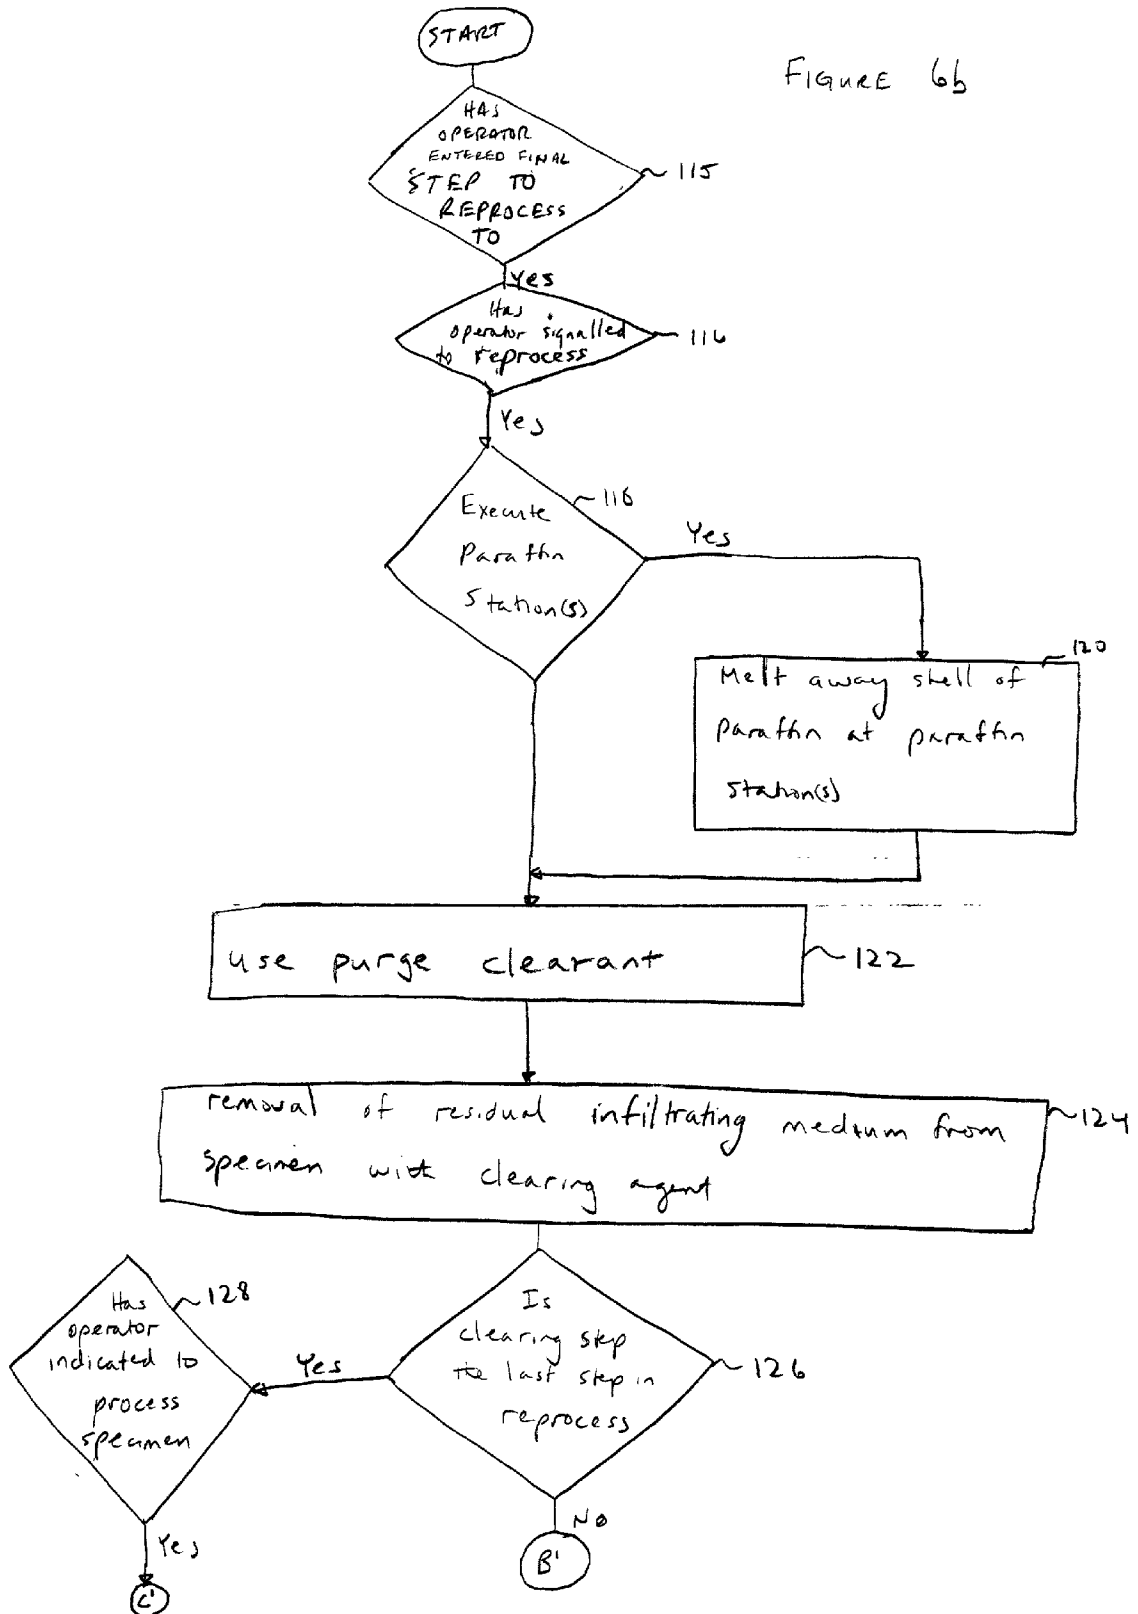 START
FIGURE 6b
HAS
OPERATOR
ENTERED FINAL
STEP TO
REPROCESS
TO
115
Yes
Has
operator signalled
to reprocess
116
Yes
Execute
Paraffin
Station(s)
118
Yes
Melt away shell of
Paraffin at paraffin
station(s)
120
use purge clearant
122
removal of residual infiltrating medium from
specimen with clearing agent
124
Is
clearing step
the last step in
reprocess
126
Yes
Has
operator
indicated to
process
specimen
128
Yes
C'
NO
B'